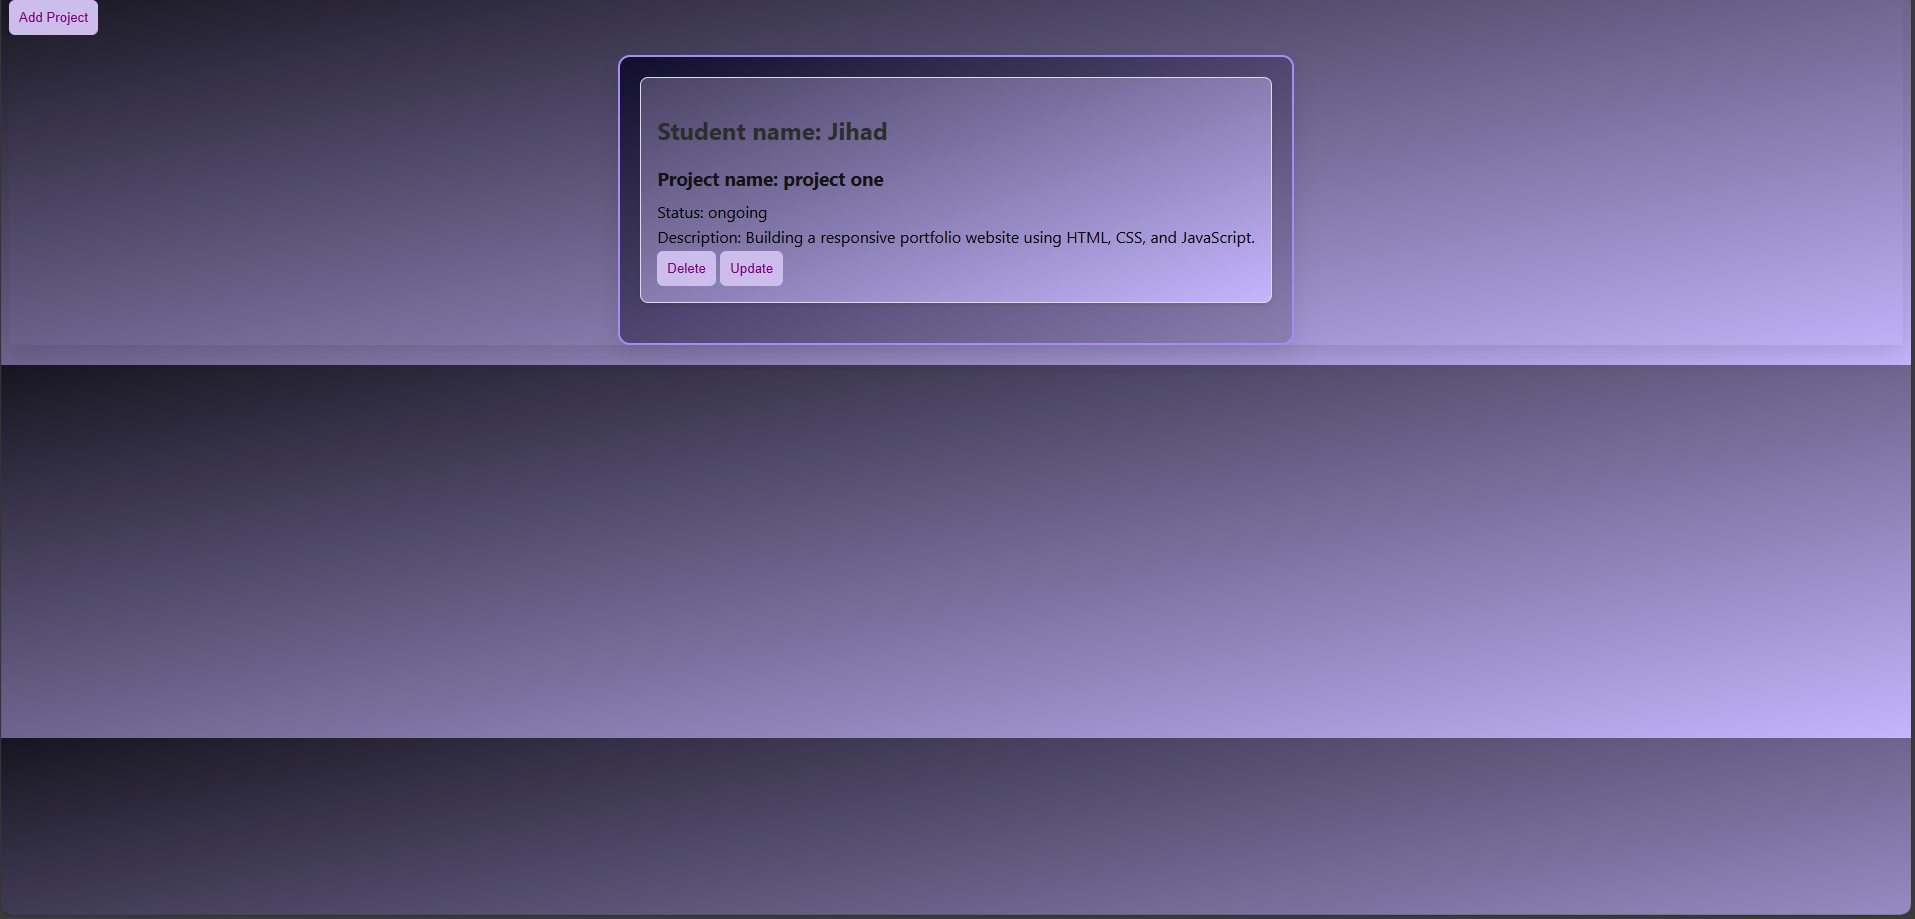 Add Project
Student name: Jihad
Project name: project one
Status: ongoing
Description: Building a responsive portfolio website using HTML, CSS, and JavaScript.
Delete Update